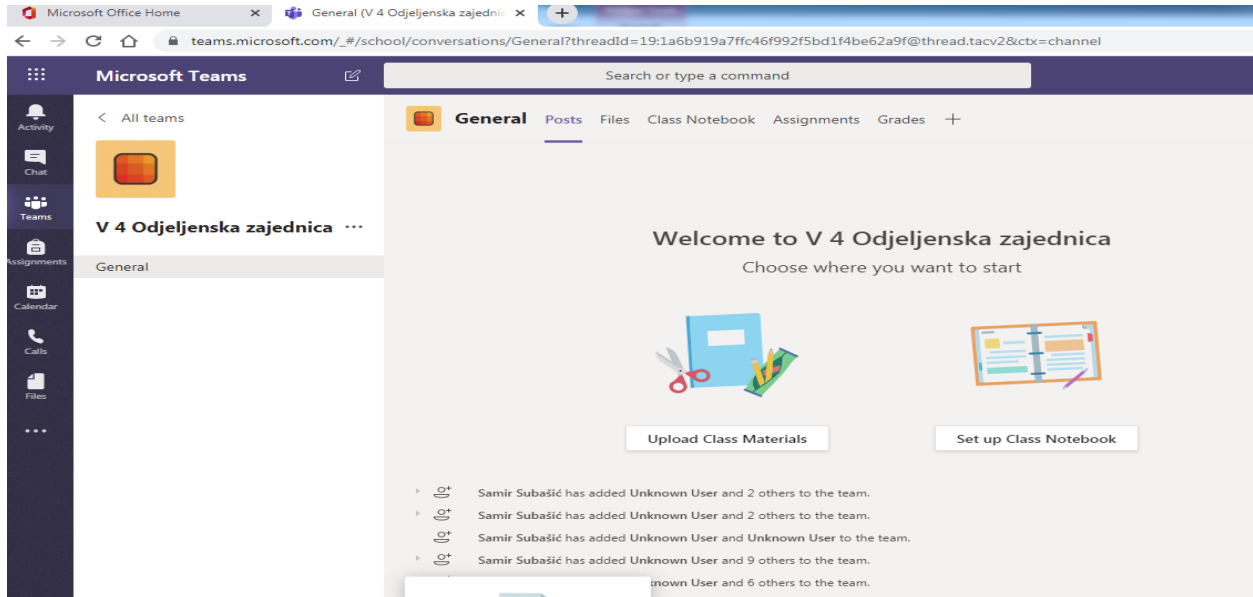 Microsoft Office Home
General (V 4 Odjeljenska zajednic
teams.microsoft.com/_#/school/conversations/General?threadId=19:1a6b919a7ffc46f992f5bd1f4be62a9f@thread.tacv2&ctx=channel
Microsoft Teams
Search or type a command
Activity
Chat
Teams
Assignments
Calendar
Calls
Files
All teams
V 4 Odjeljenska zajednica
General
General Posts Files Class Notebook Assignments Grades
Welcome to V 4 Odjeljenska zajednica
Choose where you want to start
Upload Class Materials
Set up Class Notebook
Samir Subašić has added Unknown User and 2 others to the team.
Samir Subašić has added Unknown User and 2 others to the team.
Samir Subašić has added Unknown User and Unknown User to the team.
Samir Subašić has added Unknown User and 9 others to the team.
known User and 6 others to the team.